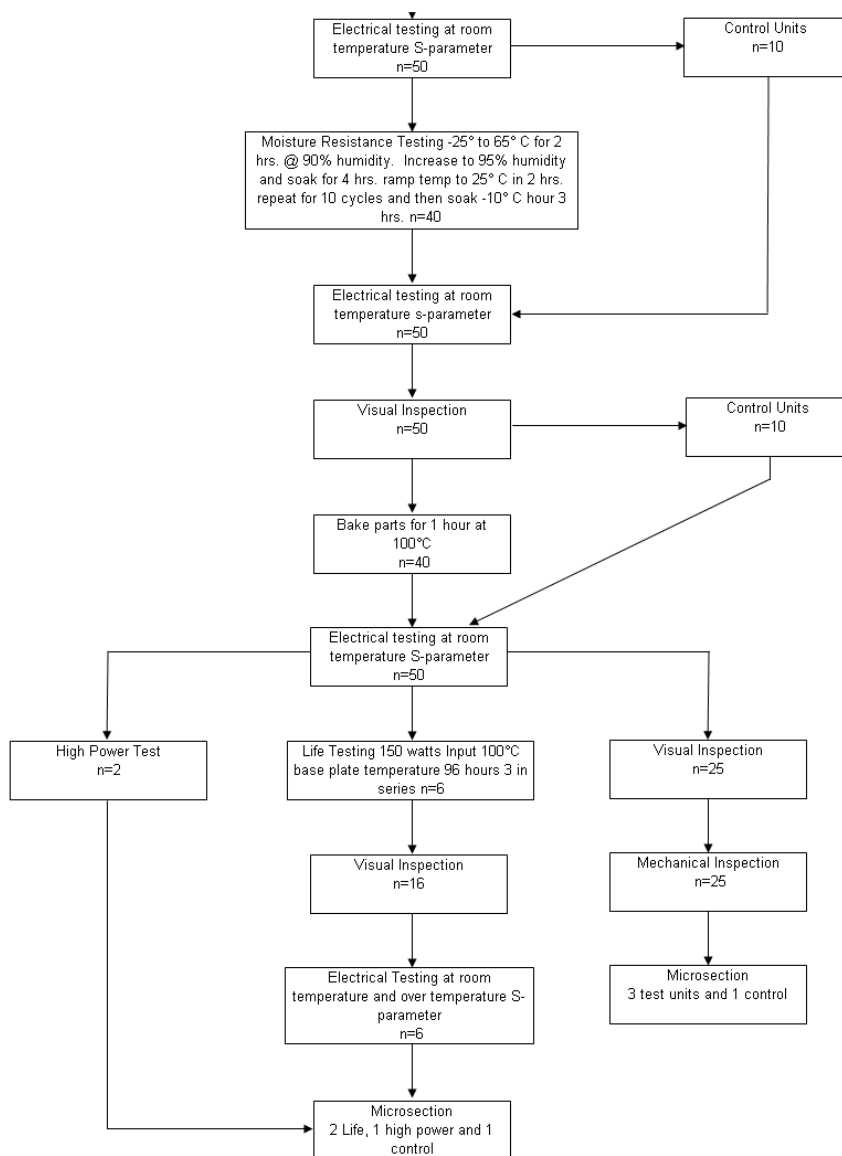 Electrical testing at room
temperature S-parameter
n=50
Control Units
n=10
Moisture Resistance Testing -25° to 65° C for 2
hrs. @ 90% humidity.  Increase to 95% humidity
and soak for 4 hrs. ramp temp to 25° C in 2 hrs.
repeat for 10 cycles and then soak -10° C hour 3
hrs. n=40
Electrical testing at room
temperature s-parameter
n=50
Visual Inspection
n=50
Control Units
n=10
Bake parts for 1 hour at
100°C
n=40
Electrical testing at room
temperature S-parameter
n=50
High Power Test
n=2
Life Testing 150 watts Input 100°C
base plate temperature 96 hours 3 in
series n=6
Visual Inspection
n=25
Visual Inspection
n=16
Mechanical Inspection
n=25
Electrical Testing at room
temperature and over temperature S-
parameter
n=6
Microsection
3 test units and 1 control
Microsection
2 Life, 1 high power and 1
control